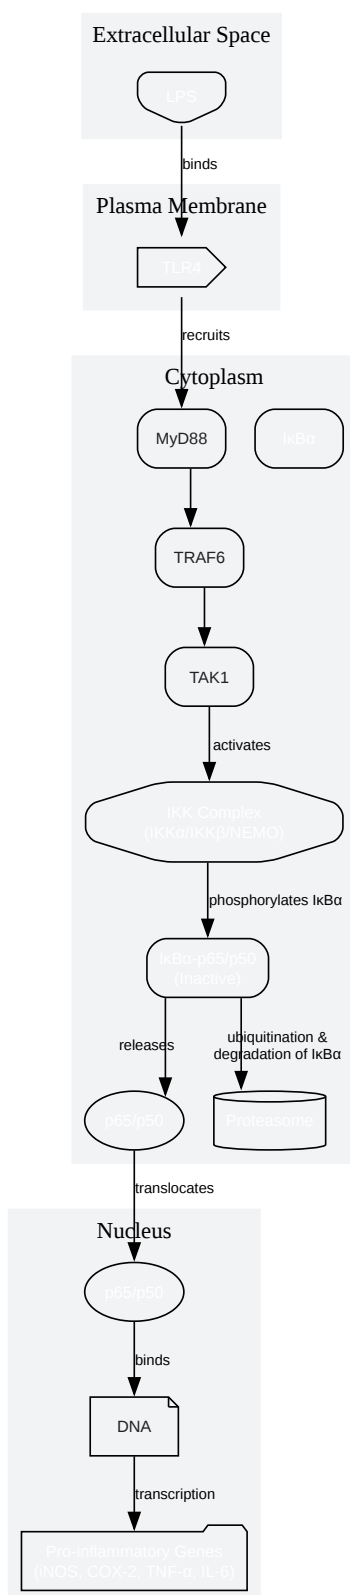 Extracellular Space
LPS
binds
Plasma Membrane
TLR4
recruits
Cytoplasm
MyD88
IκBα
TRAF6
TAK1
activates
IKK Complex
(IKKα/IKKβ/NEMO)
phosphorylates IκBα
IκBα-p65/p50
(Inactive)
releases
ubiquitination &
degradation of IκBα
p65/p50
Proteasome
translocates
Nucleus
p65/p50
binds
DNA
transcription
Pro-inflammatory Genes
(iNOS, COX-2, TNF-α, IL-6)